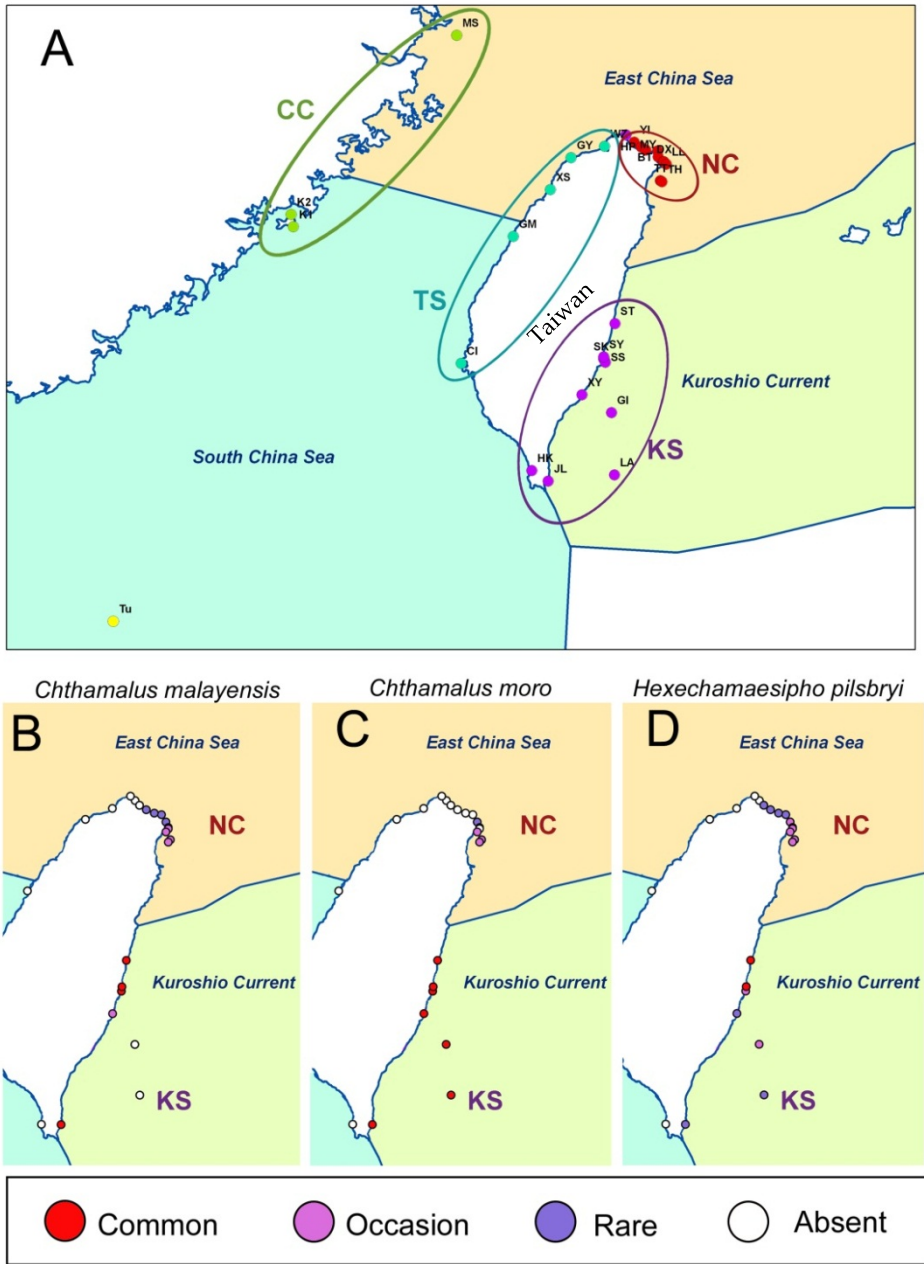 A
MS
East China Sea
CC
WZ
YL
GY
HP
MY
DX
LL
BT
TT
TH
NC
XS
K2
K1
GM
TS
Taiwan
ST
SK
SY
SS
CI
Kuroshio Current
XY
GI
South China Sea
KS
HK
JL
LA
Tu
Chthamalus malayensis
Chthamalus moro
Hexechamaesipho pilsbryi
B
East China Sea
NC
Kuroshio Current
KS
C
East China Sea
NC
Kuroshio Current
KS
D
East China Sea
NC
Kuroshio Current
KS
Common
Occasion
Rare
Absent